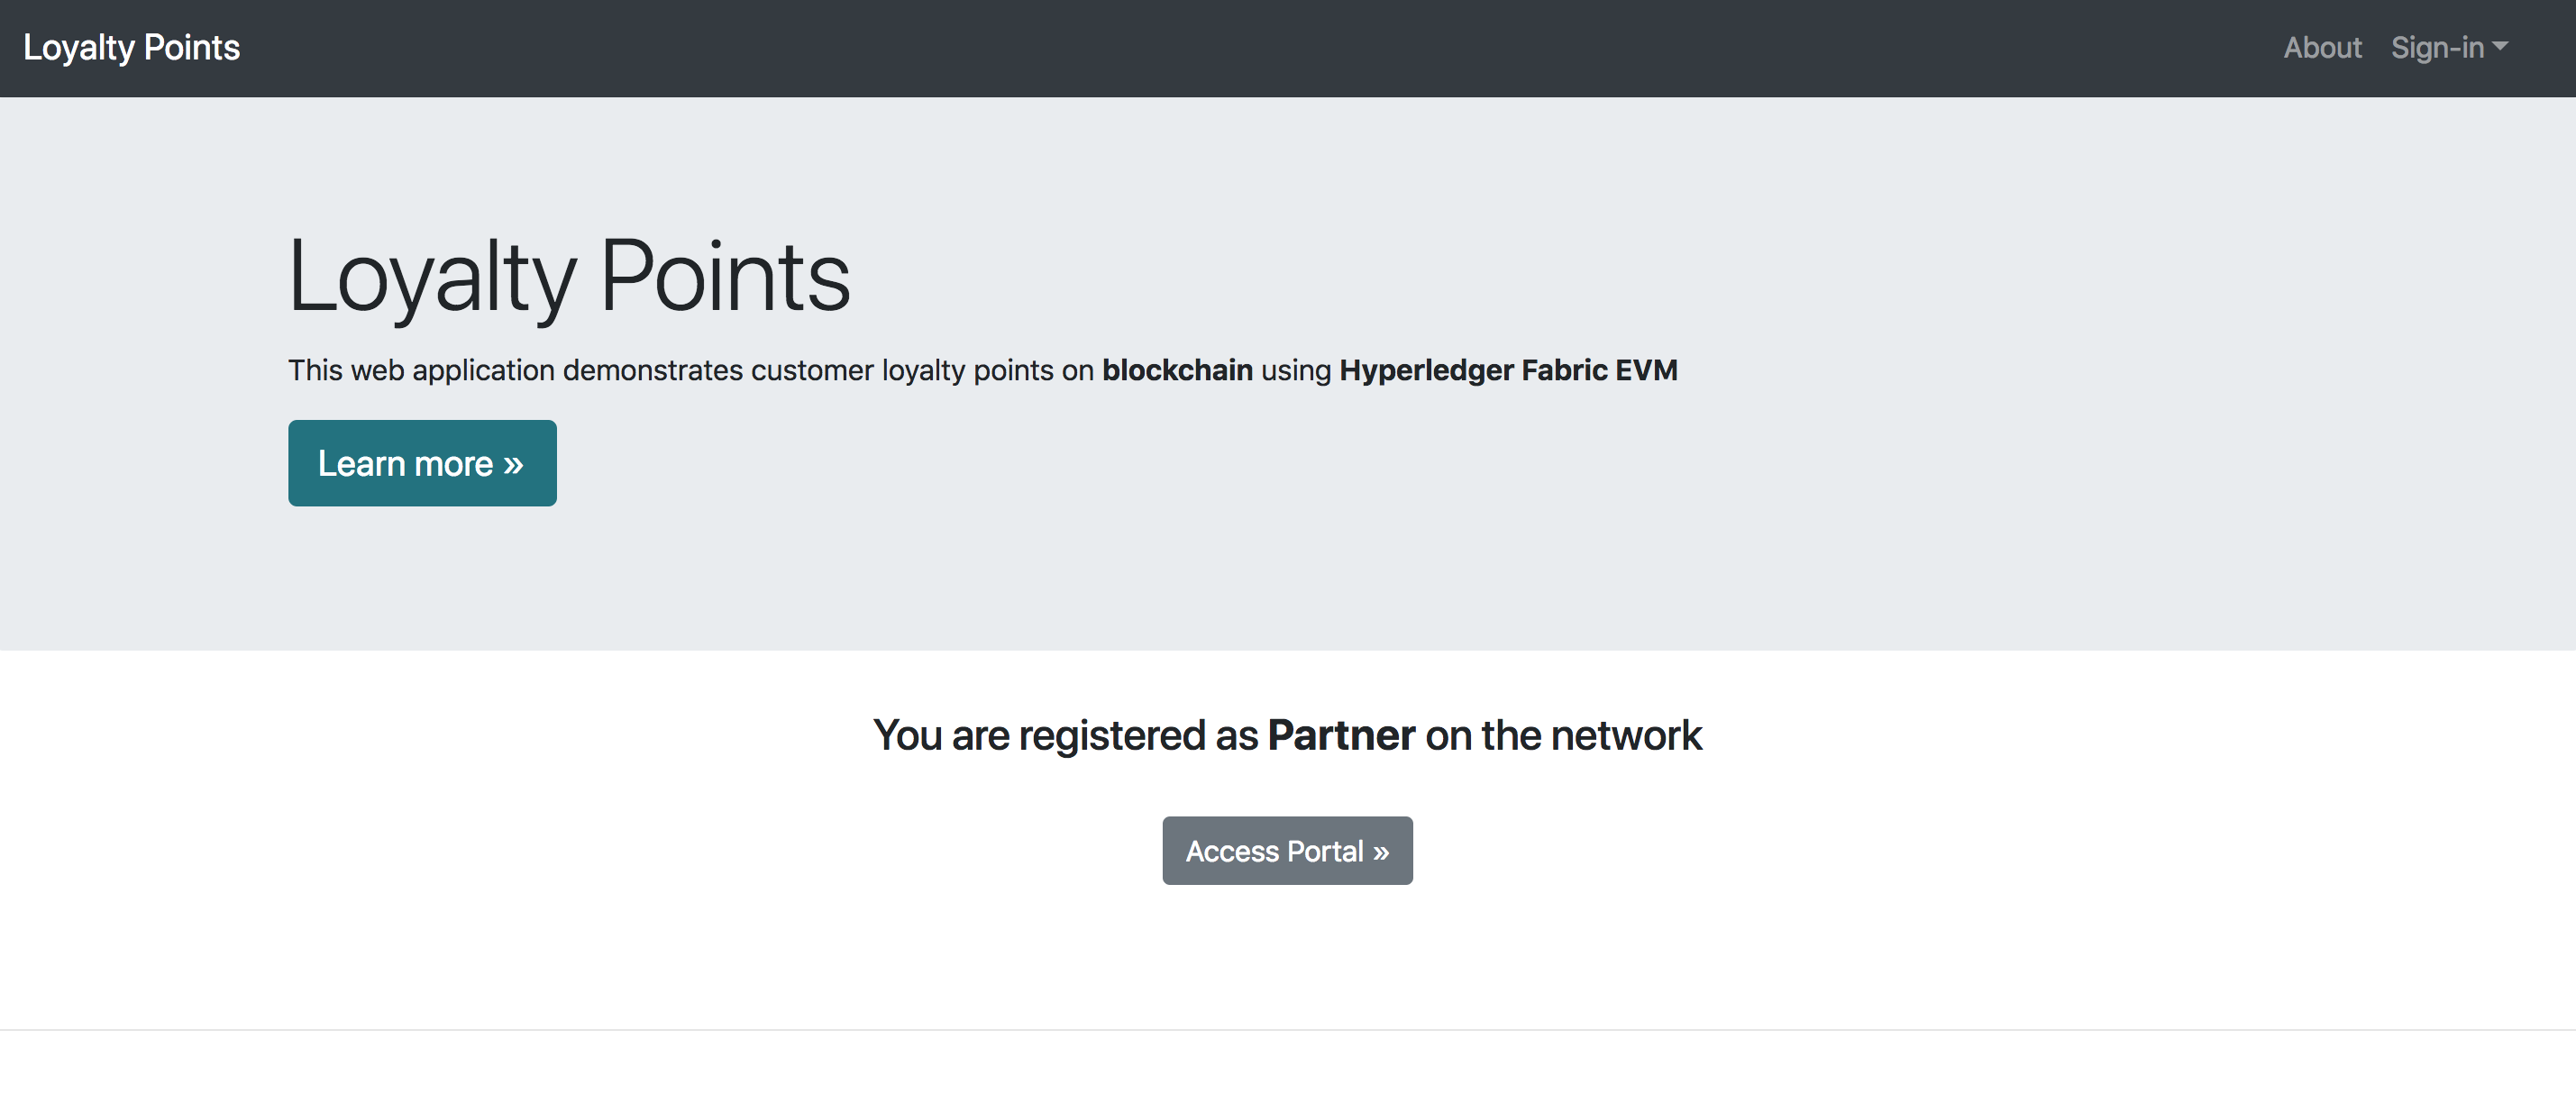 Loyalty Points
About Sign-in
Loyalty Points
This web application demonstrates customer loyalty points on blockchain using Hyperledger Fabric EVM
Learn more »
You are registered as Partner on the network
Access Portal »